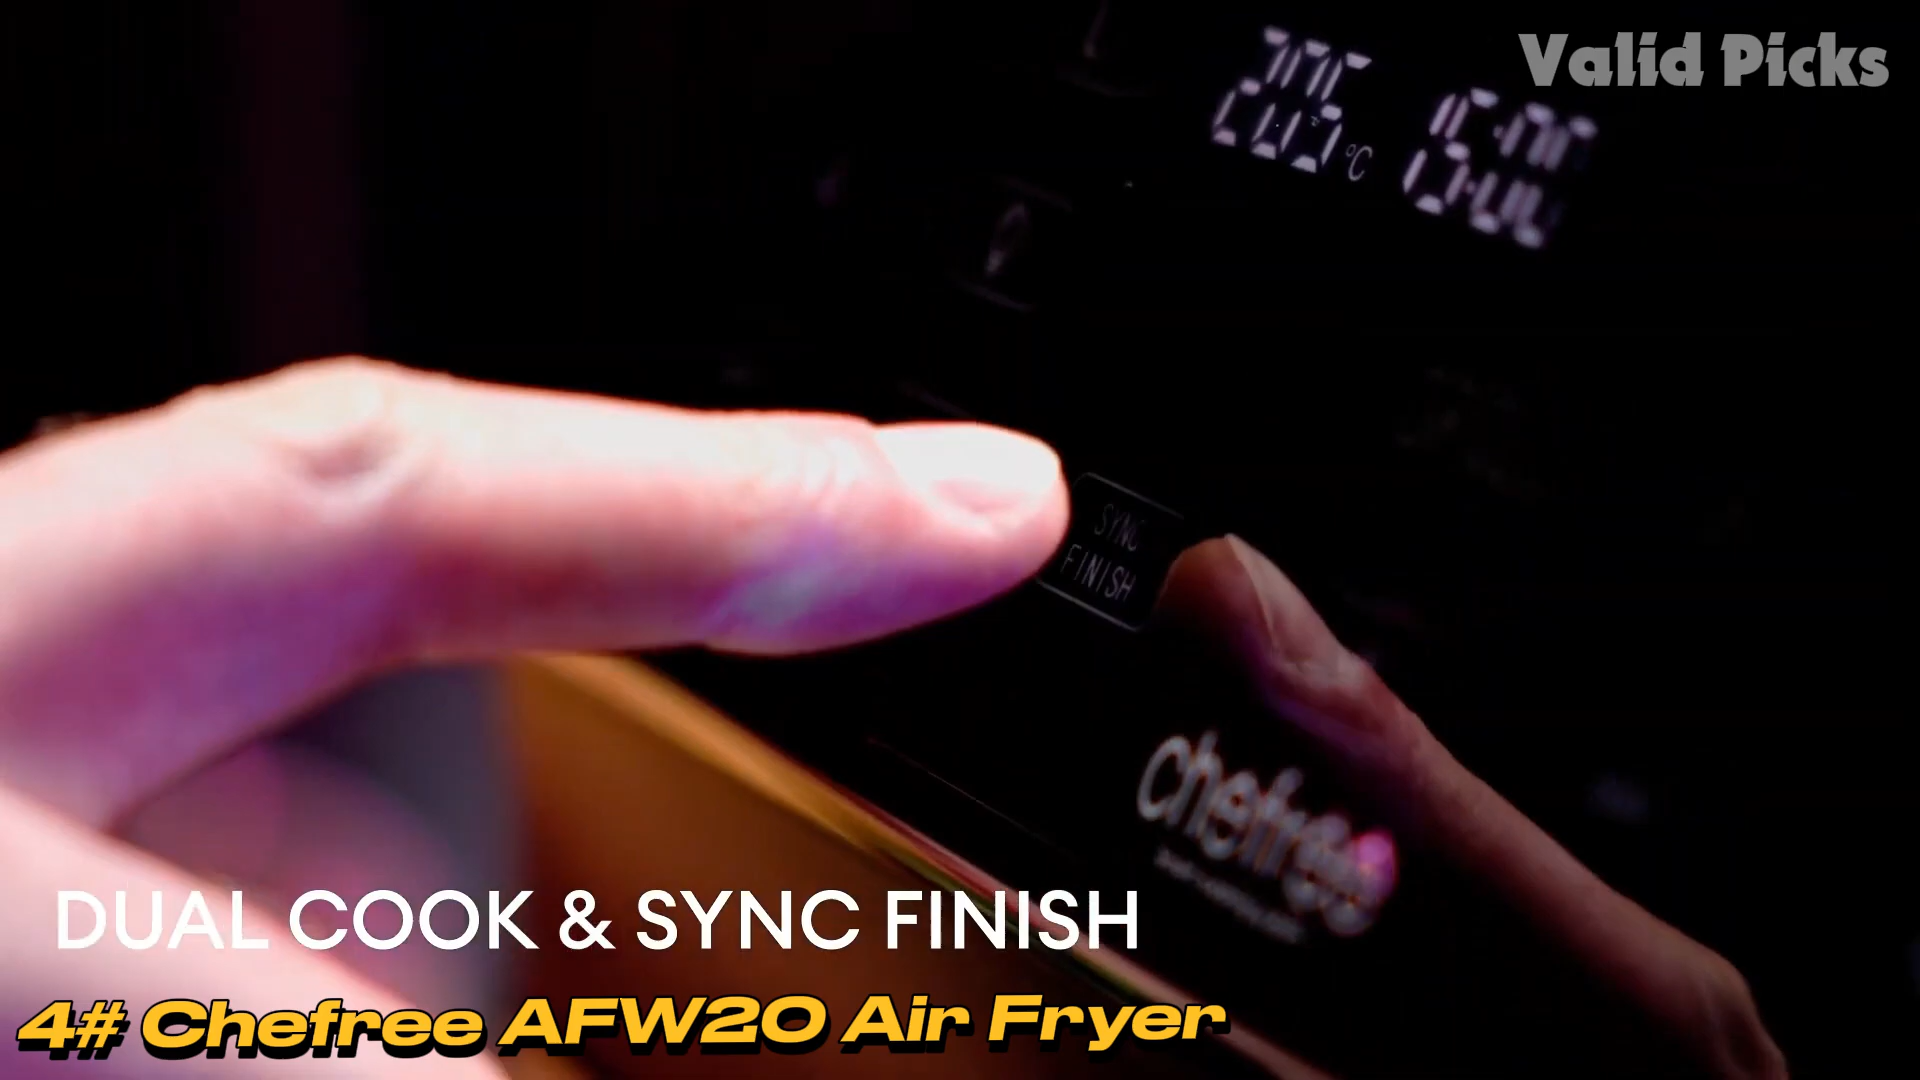 Valid Picks
°C
SYNC
FINISH
chefree
DUAL COOK & SYNC FINISH
4# Chefree AFW20 Air Fryer